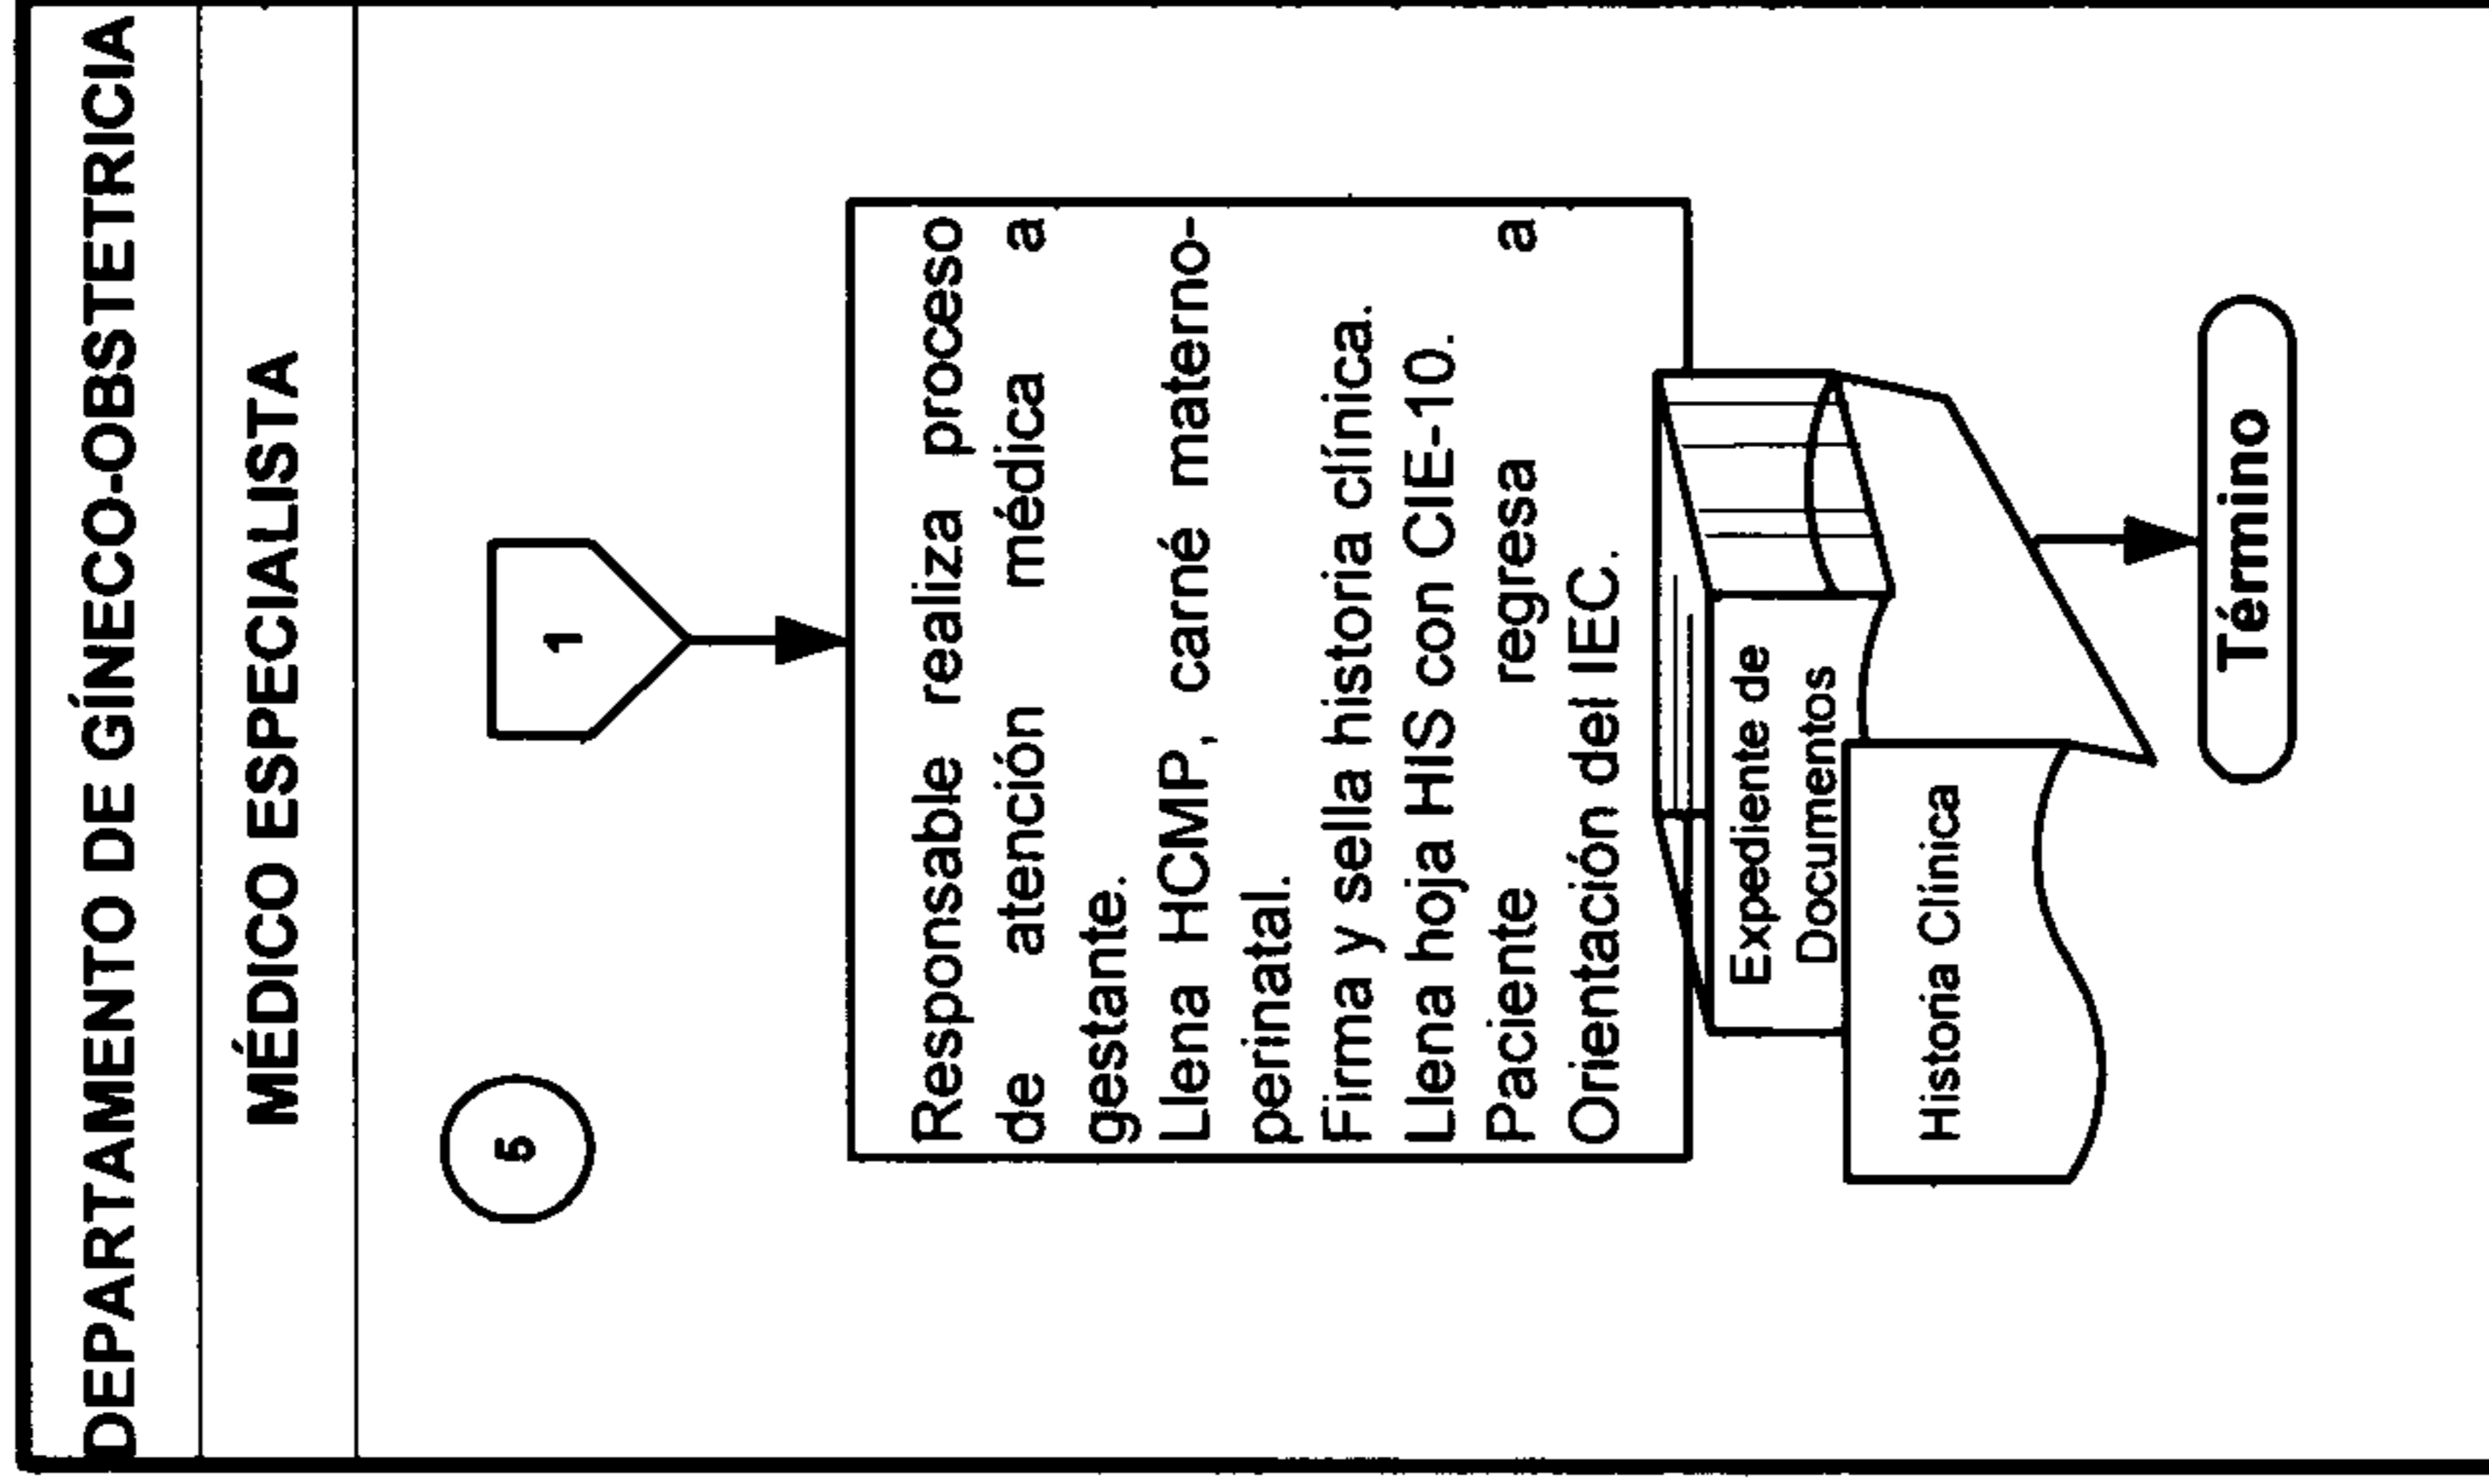 DEPARTAMENTO DE GÍNECO-OBSTETRICIA
MÉDICO ESPECIALISTA
5
1
Responsable realiza proceso
de atención médica a
gestante.
Llena HCMP, carné materno-
perinatal.
Firma y sella historia clínica.
Llena hoja HIS con CIE-10.
Paciente regresa a
Orientación del IEC.
Expediente de
Documentos
Historia Clínica
Término